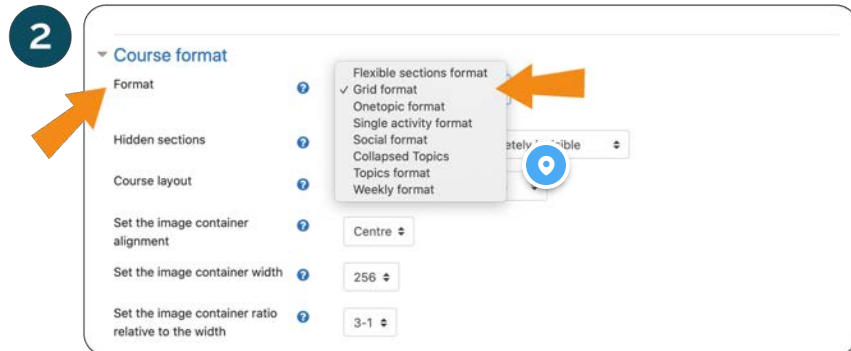 2
Course format
Format
Flexible sections format
✓ Grid format
Onetopic format
Single activity format
Social format
Collapsed Topics
Topics format
Weekly format
Hidden sections
Course layout
Set the image container
alignment
Centre
Set the image container width
256
Set the image container ratio
relative to the width
3-1